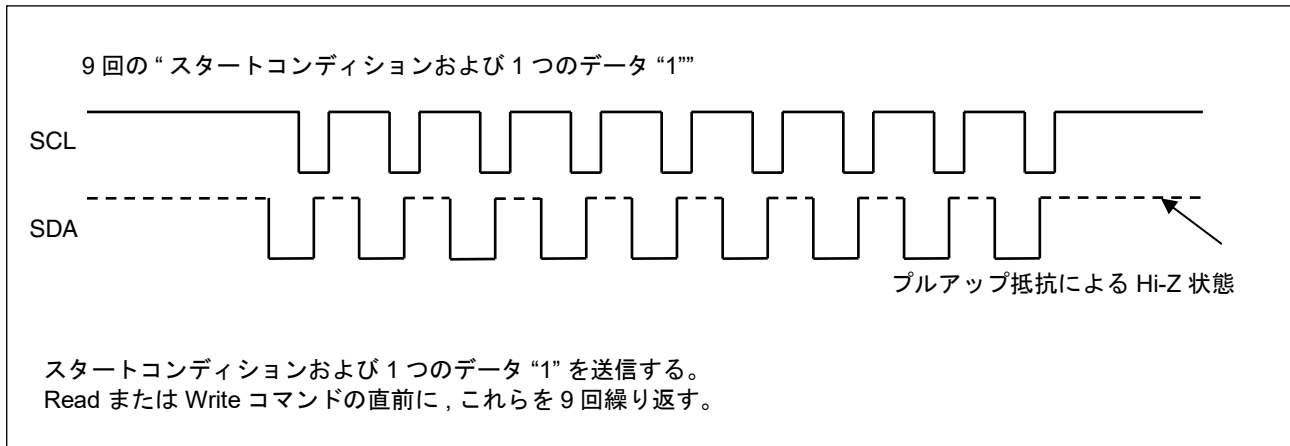 9 回の “ スタートコンディションおよび 1 つのデータ “1””
SCL
SDA
プルアップ抵抗による Hi-Z 状態
スタートコンディションおよび 1 つのデータ “1” を送信する。
Read または Write コマンドの直前に , これらを 9 回繰り返す。